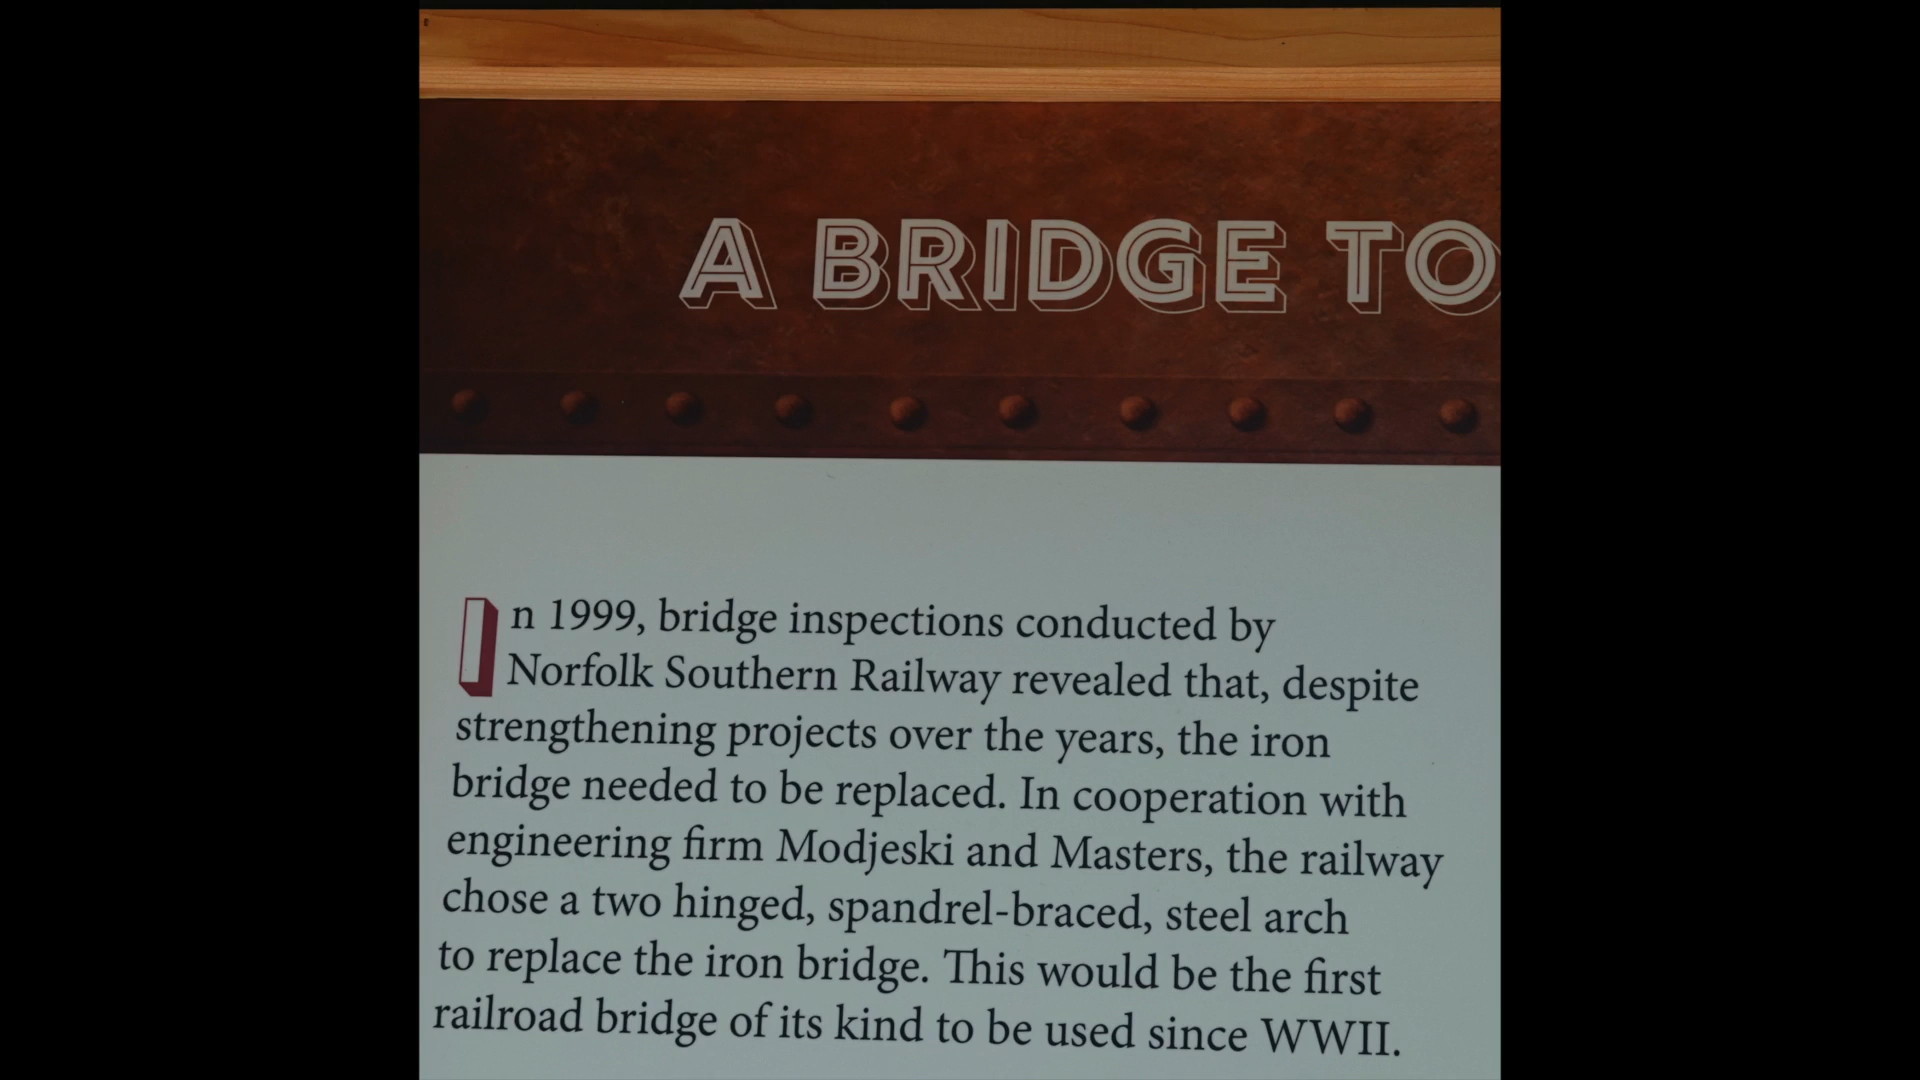 A BRIDGE TO
In 1999, bridge inspections conducted by
Norfolk Southern Railway revealed that, despite
strengthening projects over the years, the iron
bridge needed to be replaced. In cooperation with
engineering firm Modjeski and Masters, the railway
chose a two hinged, spandrel-braced, steel arch
to replace the iron bridge. This would be the first
railroad bridge of its kind to be used since WWII.